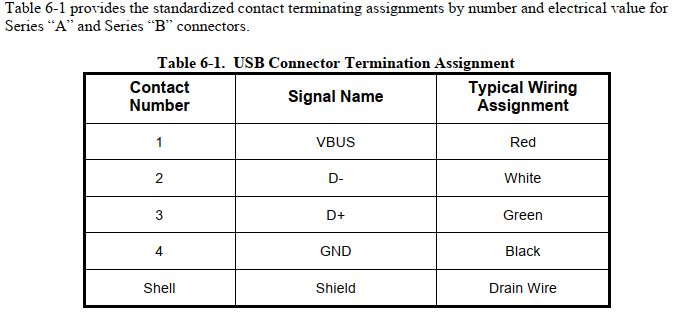 Table 6-1 provides the standardized contact terminating assignments by number and electrical value for
Series “A” and Series “B” connectors.
Table 6-1. USB Connector Termination Assignment
Contact Number Signal Name Typical Wiring Assignment
1 VBUS Red
2 D- White
3 D+ Green
4 GND Black
Shell Shield Drain Wire